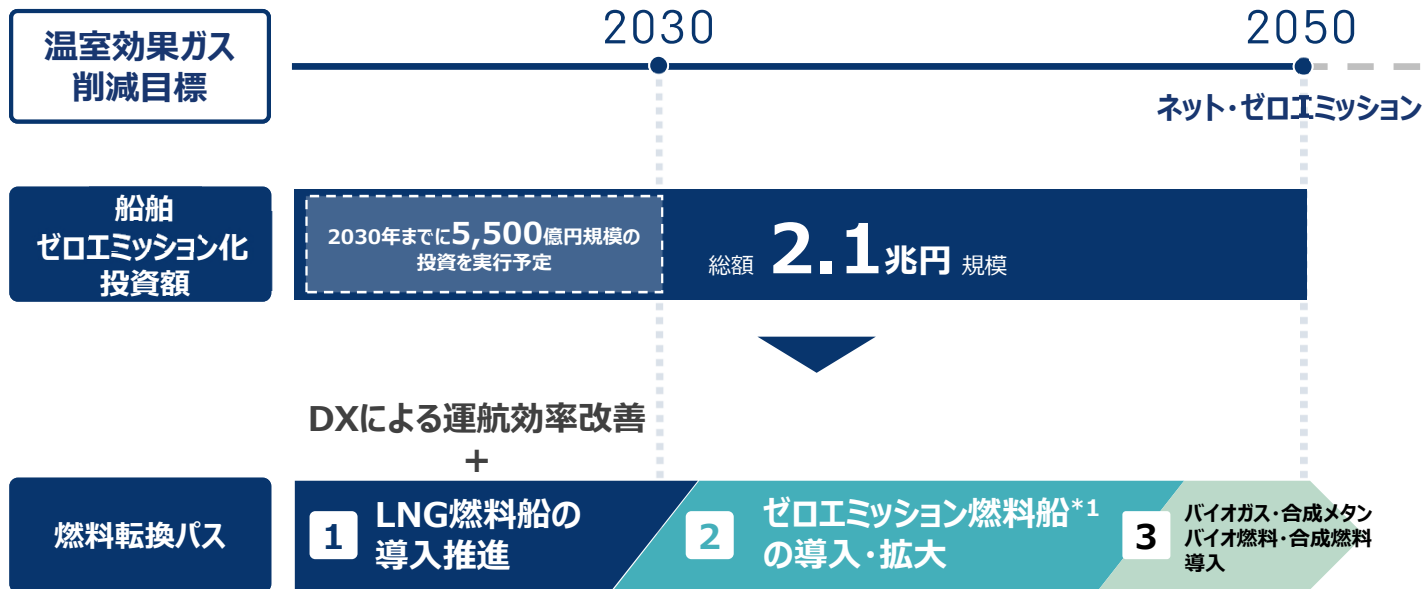 温室効果ガス
削減目標
2030
2050
ネット・ゼロエミッション
船舶
ゼロエミッション化
投資額
2030年までに5,500億円規模の
投資を実行予定
総額 2.1兆円 規模
DXによる運航効率改善
+
燃料転換パス
1
LNG燃料船の
導入推進
2
ゼロエミッション燃料船*1
の導入・拡大
3
バイオガス・合成メタン
バイオ燃料・合成燃料
導入